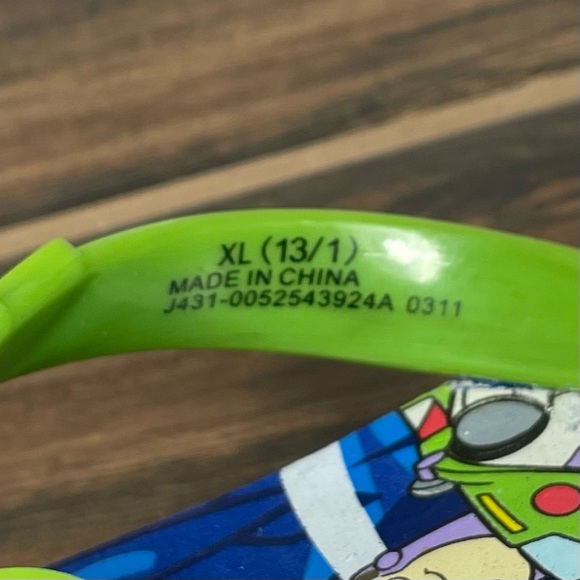 XL (13/1)
MADE IN CHINA
J431-0052543924A 0311